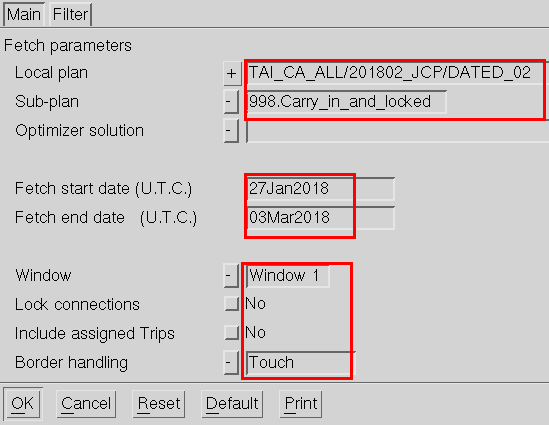 Main Filter
Fetch parameters
Local plan + TAI_CA_ALL/201802_JCP/DATED_02
Sub-plan - 998.Carry_in_and_locked
Optimizer solution -
Fetch start date (U.T.C.) 27Jan2018
Fetch end date (U.T.C.) 03Mar2018
Window - Window 1
Lock connections No
Include assigned Trips No
Border handling - Touch
OK Cancel Reset Default Print